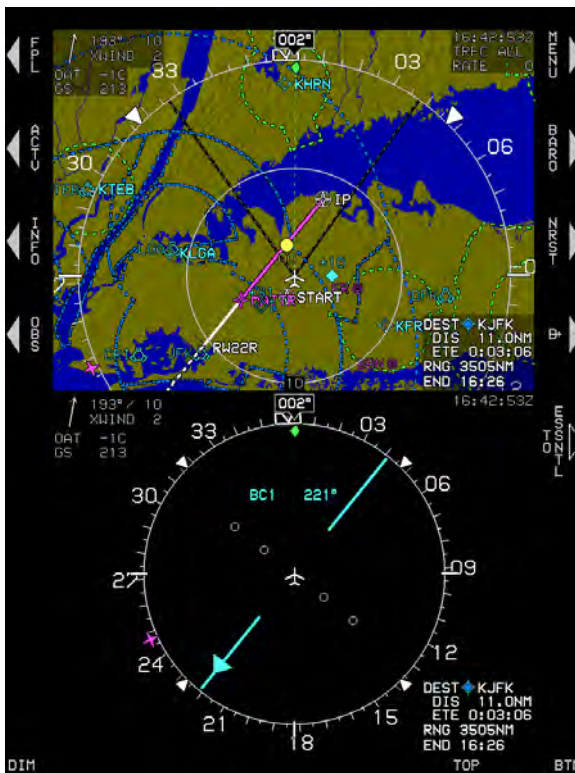 002°
193°/ 10
XWIND 2
OAT -1C
GS 213
16:42:53Z
TRFC ALL
RATE 0
FPL
ACTV
INFO
OBS
MENU
BARO
NRST
D+
33
03
30
06
KHPN
KTEB
KLGA
IP
+10
START
RW22R
10
DEST KJFK
DIS 11.0NM
ETE 0:03:06
RNG 3505NM
END 16:26
002°
193°/ 10
XWIND 2
OAT -1C
GS 213
16:42:53Z
TO
ESSNTL
33
03
30
06
BC1 221°
27
09
24
12
21
15
18
DEST KJFK
DIS 11.0NM
ETE 0:03:06
RNG 3505NM
END 16:26
DIM
TOP